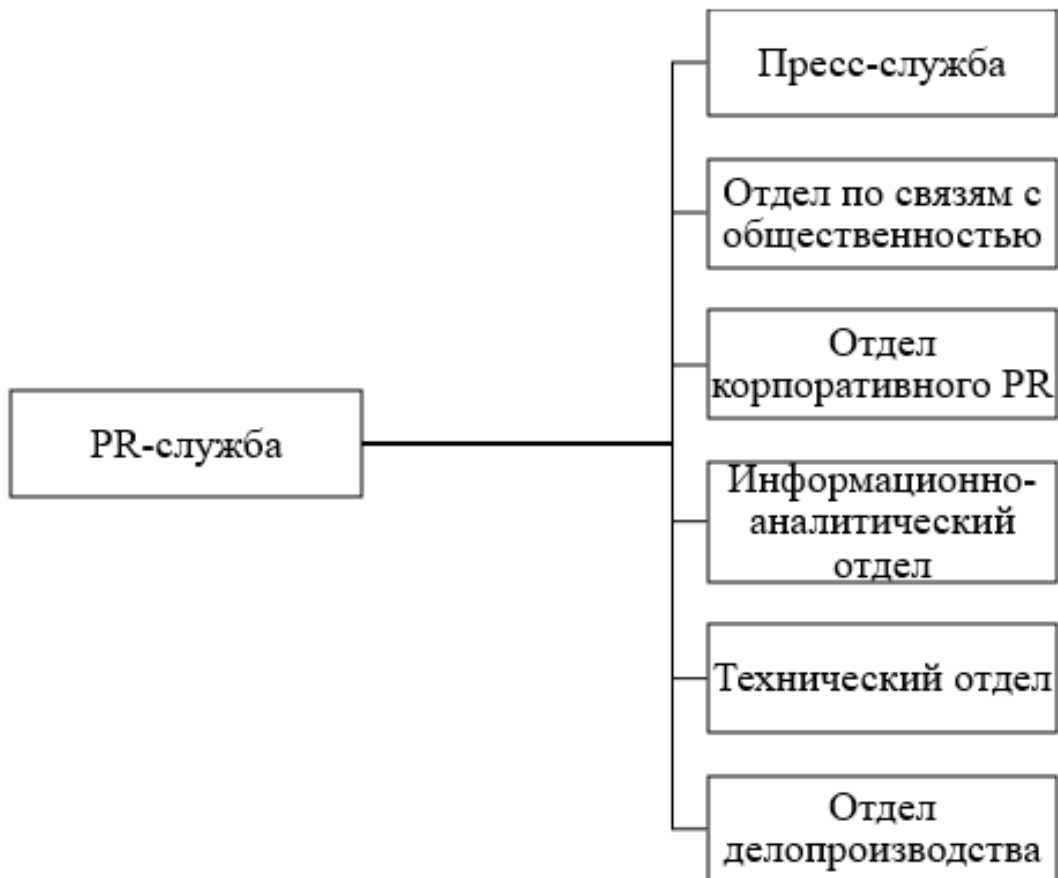 Пресс-служба
Отдел по связям с
общественностью
Отдел
корпоративного PR
PR-служба
Информационно-
аналитический
отдел
Технический отдел
Отдел
делопроизводства